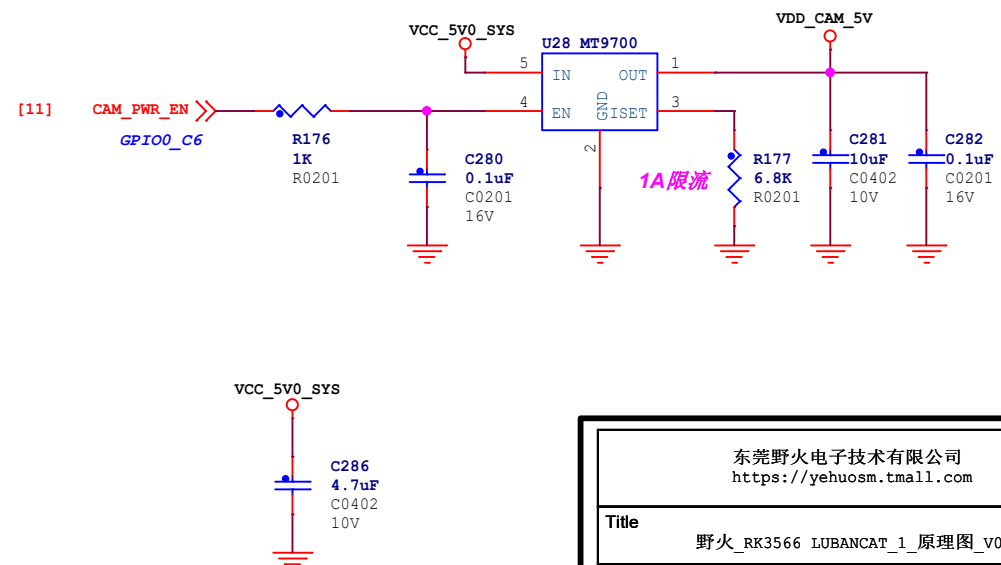 VCC_5V0_SYS
VDD_CAM_5V
U28 MT9700
5
IN
OUT
1
[11]
CAM_PWR_EN
4
EN
GND
ISET
3
GPIO0_C6
R176
1K
R0201
C280
0.1uF
C0201
16V
2
1A限流
R177
6.8K
R0201
C281
10uF
C0402
10V
C282
0.1uF
C0201
16V
VCC_5V0_SYS
C286
4.7uF
C0402
10V
东莞野火电子技术有限公司
https://yehuosm.tmall.com
Title
野火_RK3566 LUBANCAT_1_原理图_V0